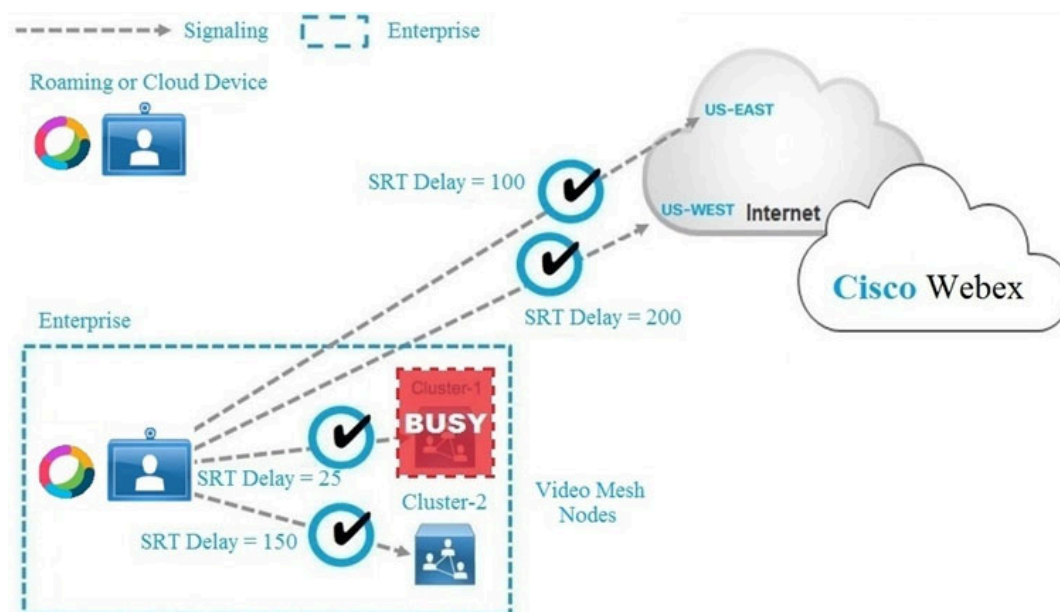 Signaling
Enterprise
Roaming or Cloud Device
US-EAST
SRT Delay = 100
US-WEST
Internet
Cisco Webex
SRT Delay = 200
Enterprise
Cluster-1
BUSY
SRT Delay = 25
Cluster-2
Video Mesh
Nodes
SRT Delay = 150